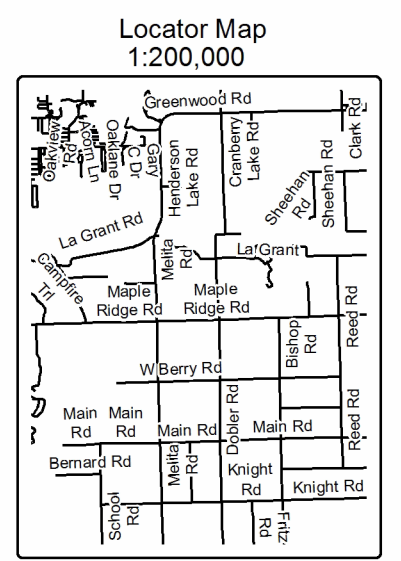 Locator Map
1:200,000
Greenwood Rd
Oakview
Rd
Acorn Ln
Oaklane Dr
C Dr
Gary
Henderson
Lake Rd
Cranberry
Lake Rd
Sheehan
Rd
Sheehan Rd
Clark Rd
La Grant Rd
Melita
Rd
La Grant
Campfire
Trl
Maple
Ridge Rd
Maple
Ridge Rd
Bishop
Rd
Reed Rd
W Berry Rd
Main
Rd
Main
Rd
Main Rd
Dobler Rd
Main Rd
Reed Rd
Bernard Rd
Melita
Rd
Knight
Rd
Knight Rd
School
Rd
Rd
Fritz